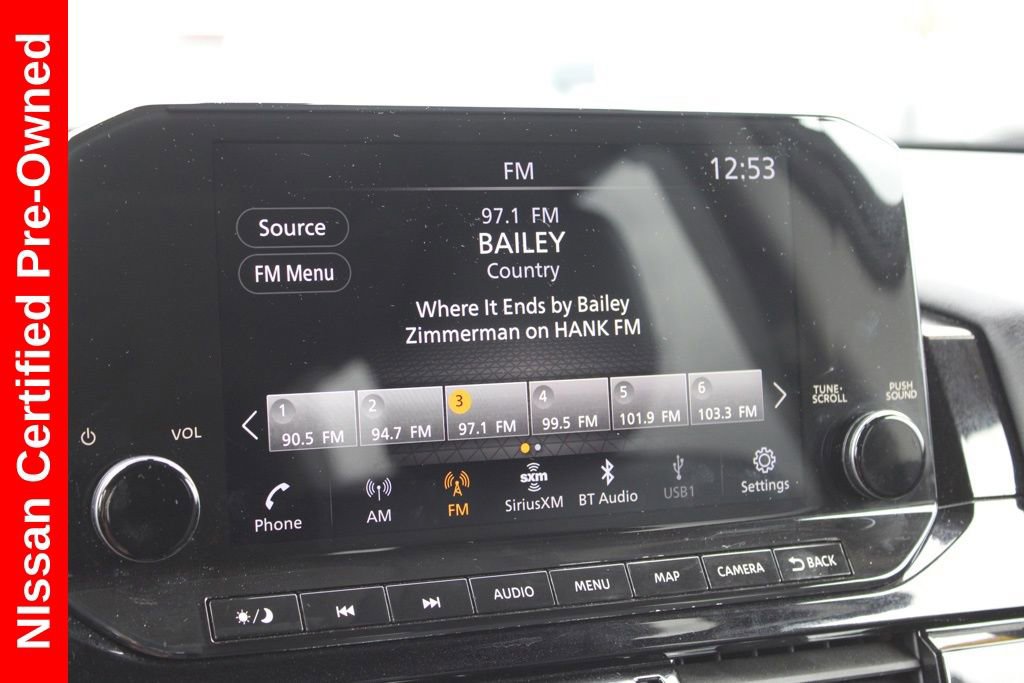 NIssan Certified Pre-Owned
FM
12:53
Source
FM Menu
97.1 FM
BAILEY
Country
Where It Ends by Bailey
Zimmerman on HANK FM
1 2 3 4 5 6
90.5 FM 94.7 FM 97.1 FM 99.5 FM 101.9 FM 103.3 FM
Phone AM FM SiriusXM BT Audio USB1 Settings
sxm
VOL
TUNE·
SCROLL
PUSH
SOUND
AUDIO MENU MAP CAMERA BACK